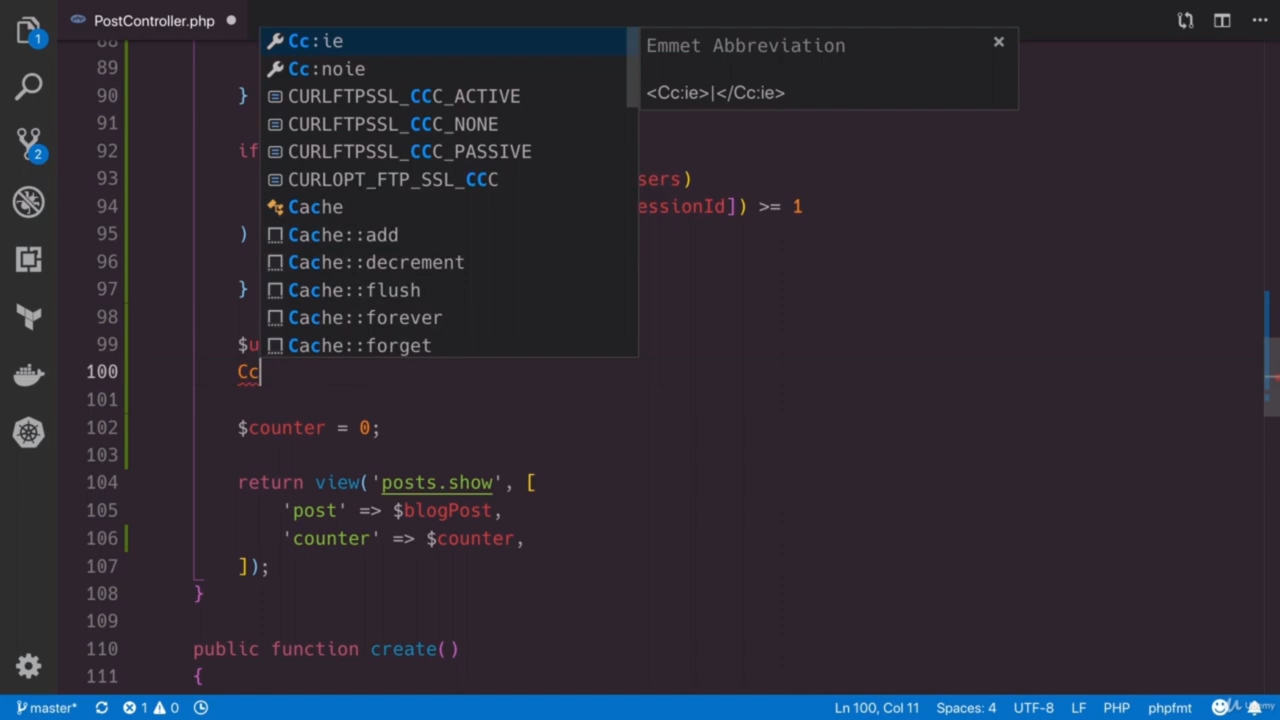 PostController.php
1
2
88
89
90 }
91
92 if
93 sers)
94 essionId]) >= 1
95 )
96
97 }
98
99 $u
100 Cc
101
102 $counter = 0;
103
104 return view('posts.show', [
105 'post' => $blogPost,
106 'counter' => $counter,
107 ]);
108 }
109
110 public function create()
111 {
Cc:ie
Cc:noie
CURLFTPSSL_CCC_ACTIVE
CURLFTPSSL_CCC_NONE
CURLFTPSSL_CCC_PASSIVE
CURLOPT_FTP_SSL_CCC
Cache
Cache::add
Cache::decrement
Cache::flush
Cache::forever
Cache::forget
Emmet Abbreviation
<Cc:ie>|</Cc:ie>
master* 1 0 Ln 100, Col 11 Spaces: 4 UTF-8 LF PHP phpfmt
Udemy